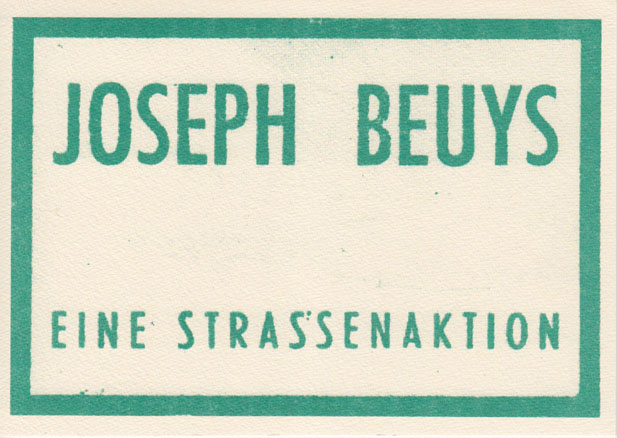 JOSEPH BEUYS
EINE STRASSENAKTION